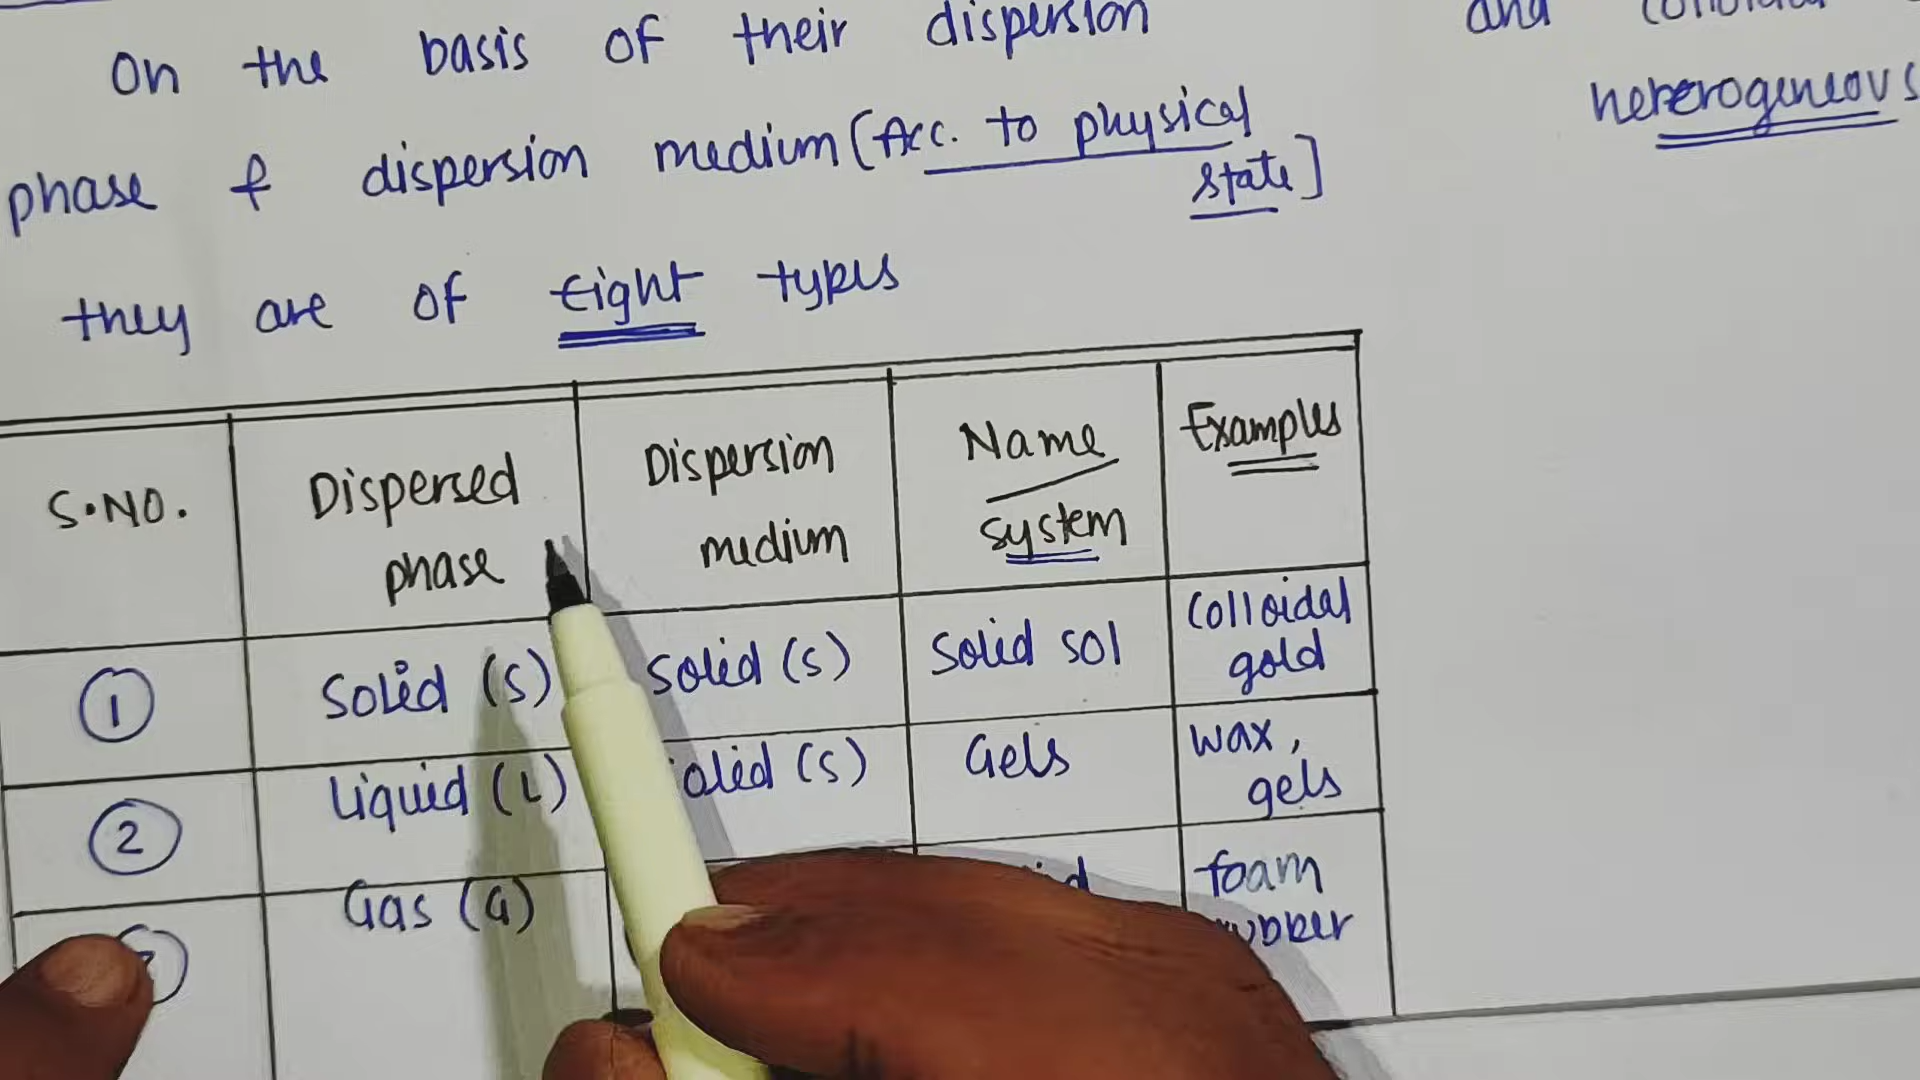 On the basis of their dispersion
phase & dispersion medium (Acc. to physical
state]
they are of Eight types
and
heterogeneous
S.NO. Dispersed phase Dispersion medium Name/system Examples
1 Solid (S) Solid (S) Solid sol Colloidal gold
2 Liquid (L) Gels wax, gels
Gas (G) foam